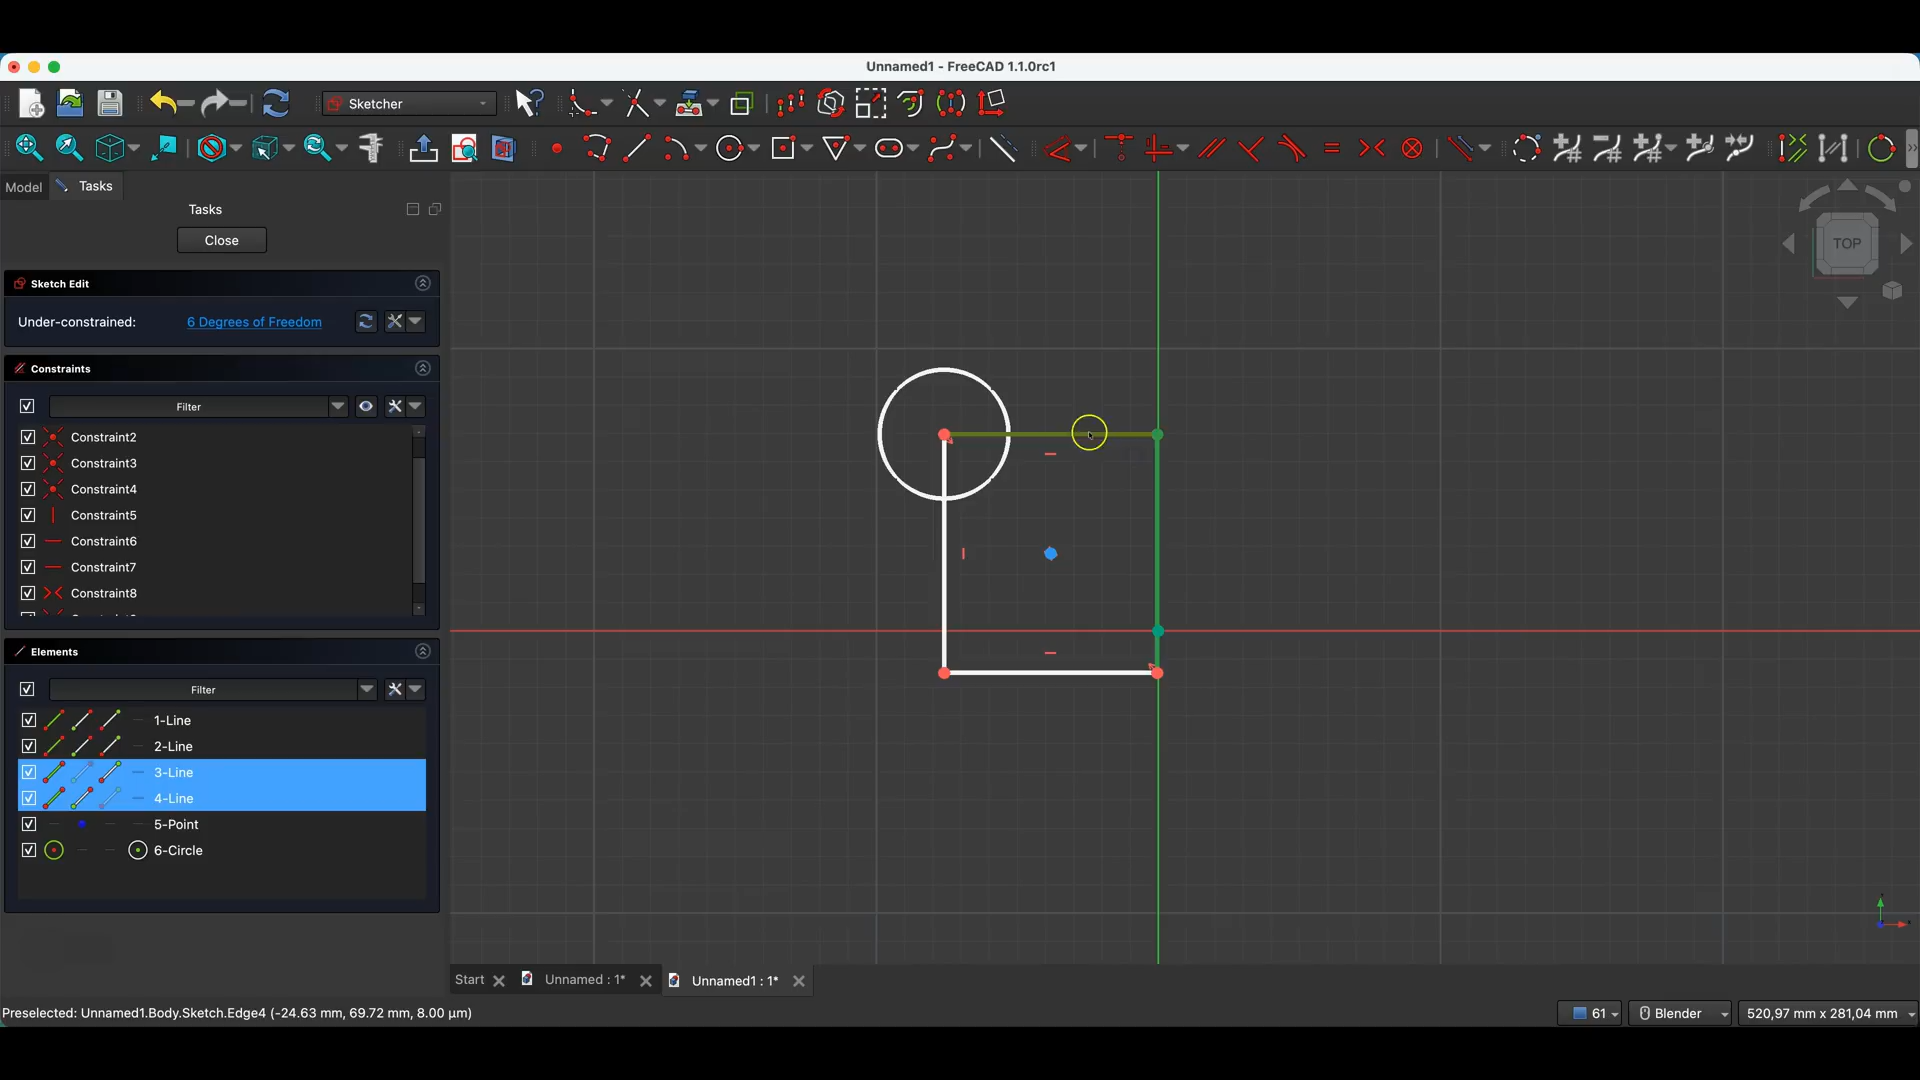 Unnamed1 - FreeCAD 1.1.0rc1
Sketcher
Model
Tasks
Tasks
Close
Sketch Edit
Under-constrained:
6 Degrees of Freedom
Constraints
Filter
Constraint2
Constraint3
Constraint4
Constraint5
Constraint6
Constraint7
Constraint8
Elements
Filter
1-Line
2-Line
3-Line
4-Line
5-Point
6-Circle
TOP
Start
Unnamed : 1*
Unnamed1 : 1*
Preselected: Unnamed1.Body.Sketch.Edge4 (-24.63 mm, 69.72 mm, 8.00 µm)
61
Blender
520,97 mm x 281,04 mm